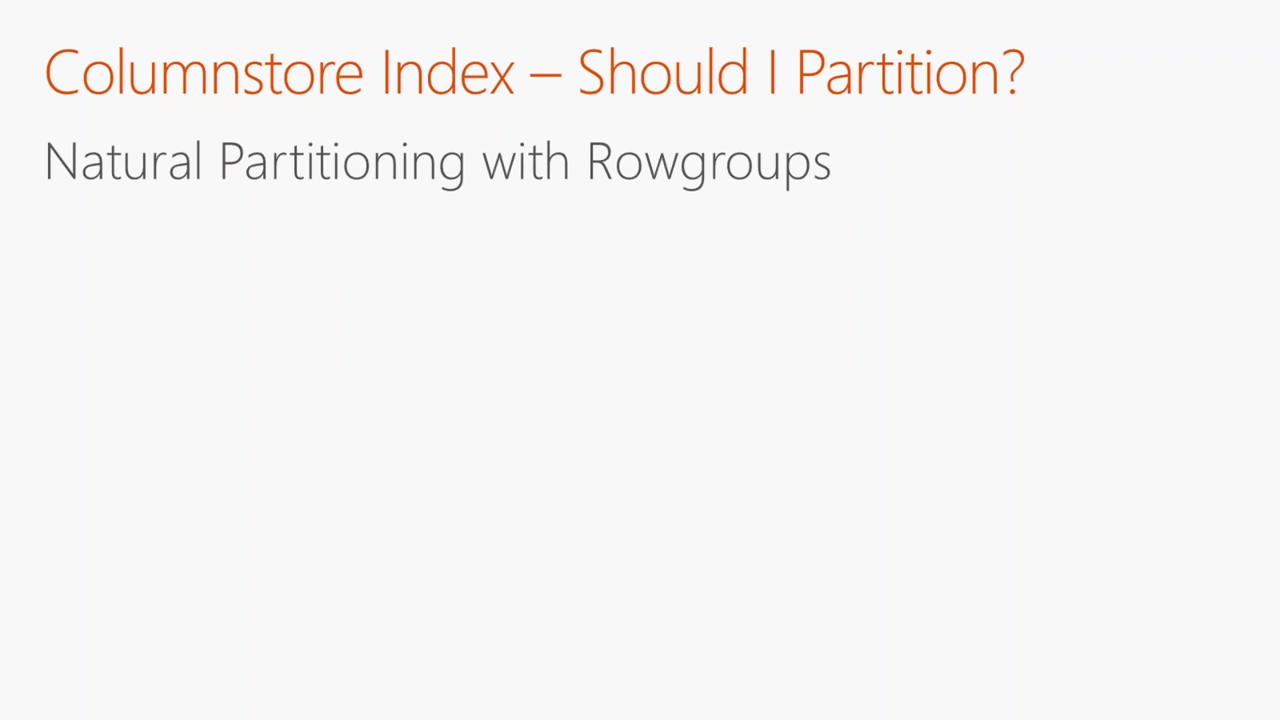 Columnstore Index – Should I Partition?
Natural Partitioning with Rowgroups